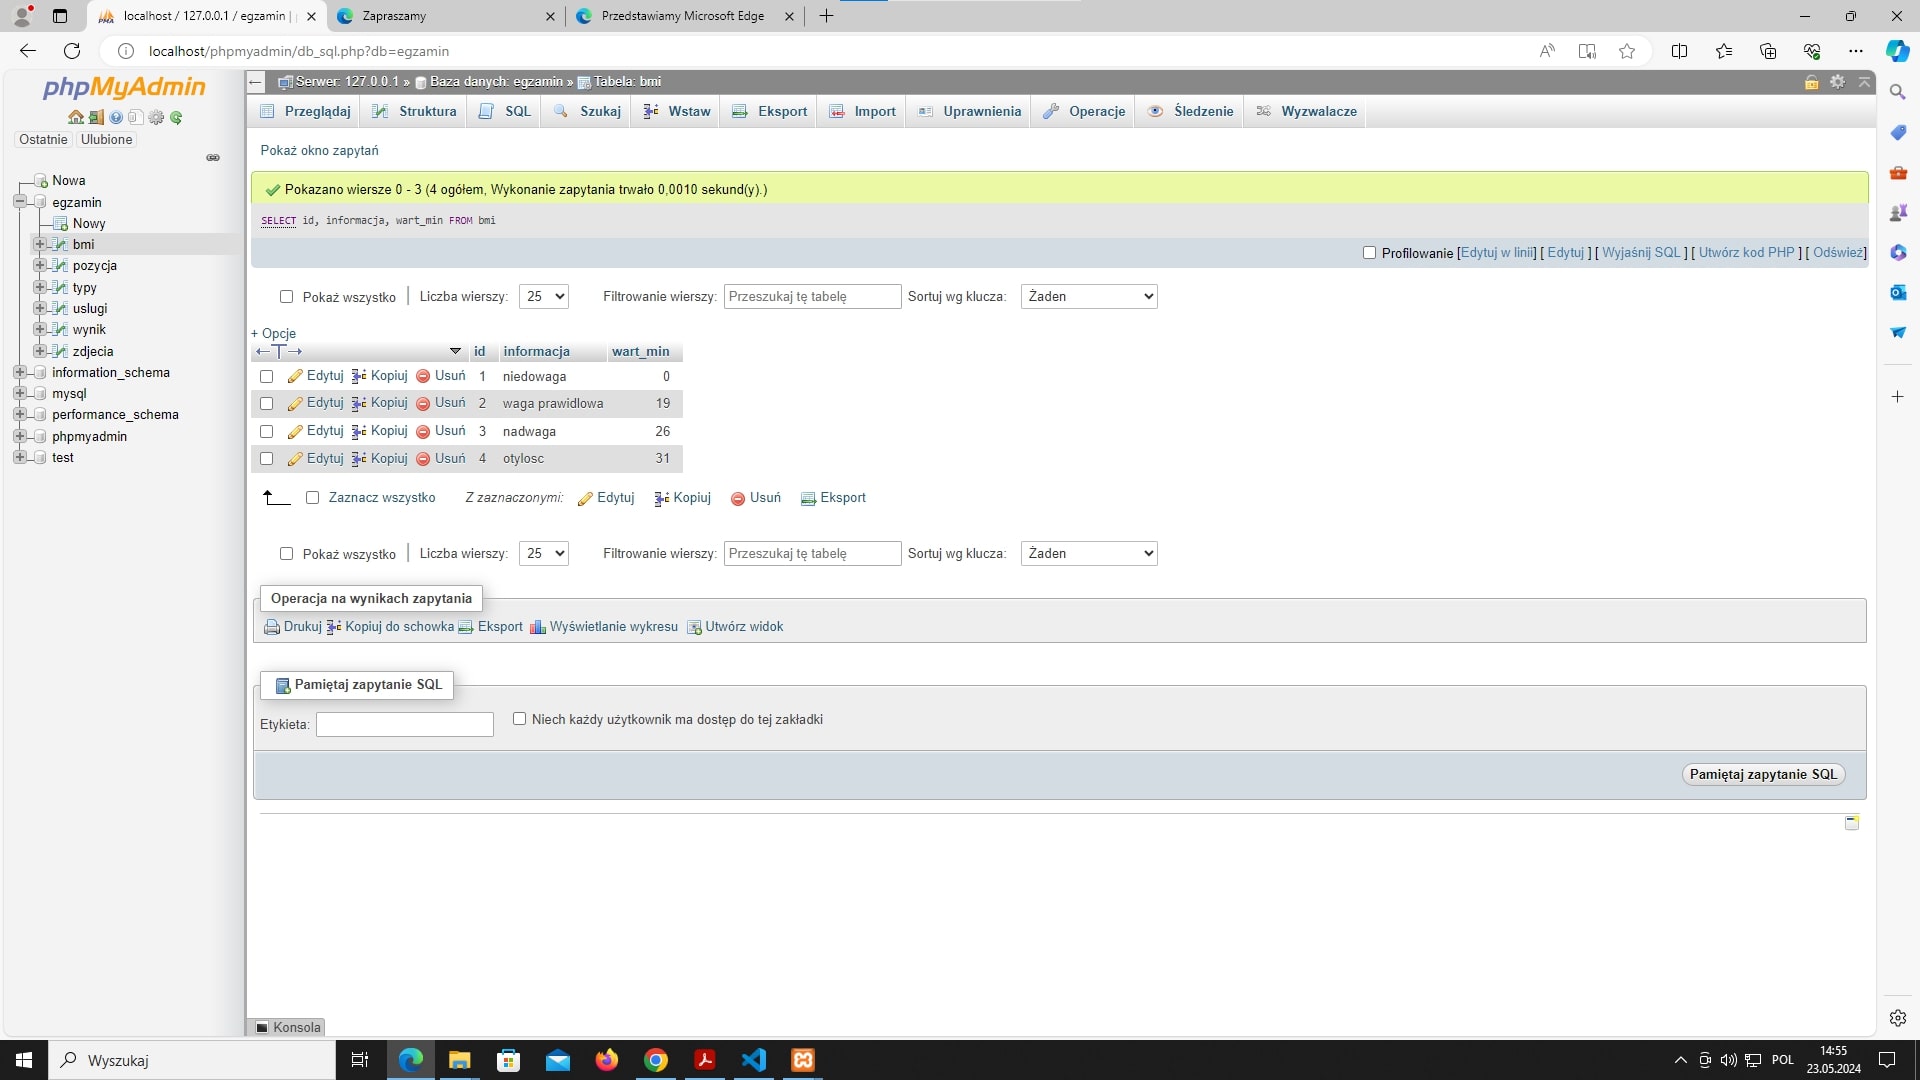 localhost / 127.0.0.1 / egzamin |
Zapraszamy
Przedstawiamy Microsoft Edge
localhost/phpmyadmin/db_sql.php?db=egzamin
phpMyAdmin
Ostatnie Ulubione
Nowa
egzamin
Nowy
bmi
pozycja
typy
uslugi
wynik
zdjecia
information_schema
mysql
performance_schema
phpmyadmin
test
Serwer: 127.0.0.1 » Baza danych: egzamin » Tabela: bmi
Przeglądaj Struktura SQL Szukaj Wstaw Eksport Import Uprawnienia Operacje Śledzenie Wyzwalacze
Pokaż okno zapytań
Pokazano wiersze 0 - 3 (4 ogółem, Wykonanie zapytania trwało 0,0010 sekund(y).)
SELECT id, informacja, wart_min FROM bmi
Profilowanie [Edytuj w linii] [ Edytuj ] [ Wyjaśnij SQL ] [ Utwórz kod PHP ] [ Odśwież]
Pokaż wszystko | Liczba wierszy: 25 Filtrowanie wierszy: Przeszukaj tę tabelę Sortuj wg klucza: Żaden
+ Opcje
←T→ id informacja wart_min
Edytuj Kopiuj Usuń 1 niedowaga 0
Edytuj Kopiuj Usuń 2 waga prawidlowa 19
Edytuj Kopiuj Usuń 3 nadwaga 26
Edytuj Kopiuj Usuń 4 otylosc 31
Zaznacz wszystko Z zaznaczonymi: Edytuj Kopiuj Usuń Eksport
Pokaż wszystko | Liczba wierszy: 25 Filtrowanie wierszy: Przeszukaj tę tabelę Sortuj wg klucza: Żaden
Operacja na wynikach zapytania
Drukuj Kopiuj do schowka Eksport Wyświetlanie wykresu Utwórz widok
Pamiętaj zapytanie SQL
Etykieta: Niech każdy użytkownik ma dostęp do tej zakładki
Pamiętaj zapytanie SQL
Konsola
Wyszukaj
POL
14:55
23.05.2024